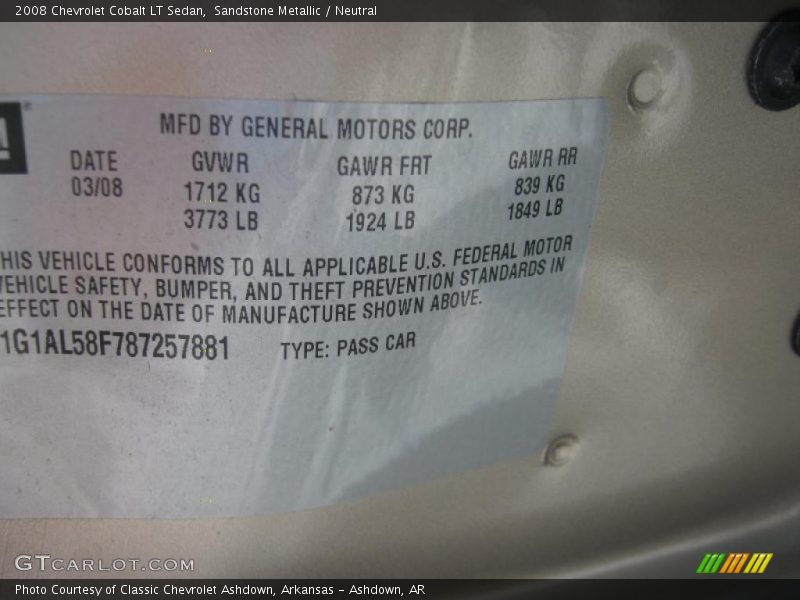 2008 Chevrolet Cobalt LT Sedan, Sandstone Metallic / Neutral
MFD BY GENERAL MOTORS CORP.
DATE GVWR GAWR FRT GAWR RR
03/08 1712 KG 873 KG 839 KG
3773 LB 1924 LB 1849 LB
HIS VEHICLE CONFORMS TO ALL APPLICABLE U.S. FEDERAL MOTOR
VEHICLE SAFETY, BUMPER, AND THEFT PREVENTION STANDARDS IN
EFFECT ON THE DATE OF MANUFACTURE SHOWN ABOVE.
1G1AL58F787257881 TYPE: PASS CAR
GTCARLOT.COM
Photo Courtesy of Classic Chevrolet Ashdown, Arkansas - Ashdown, AR